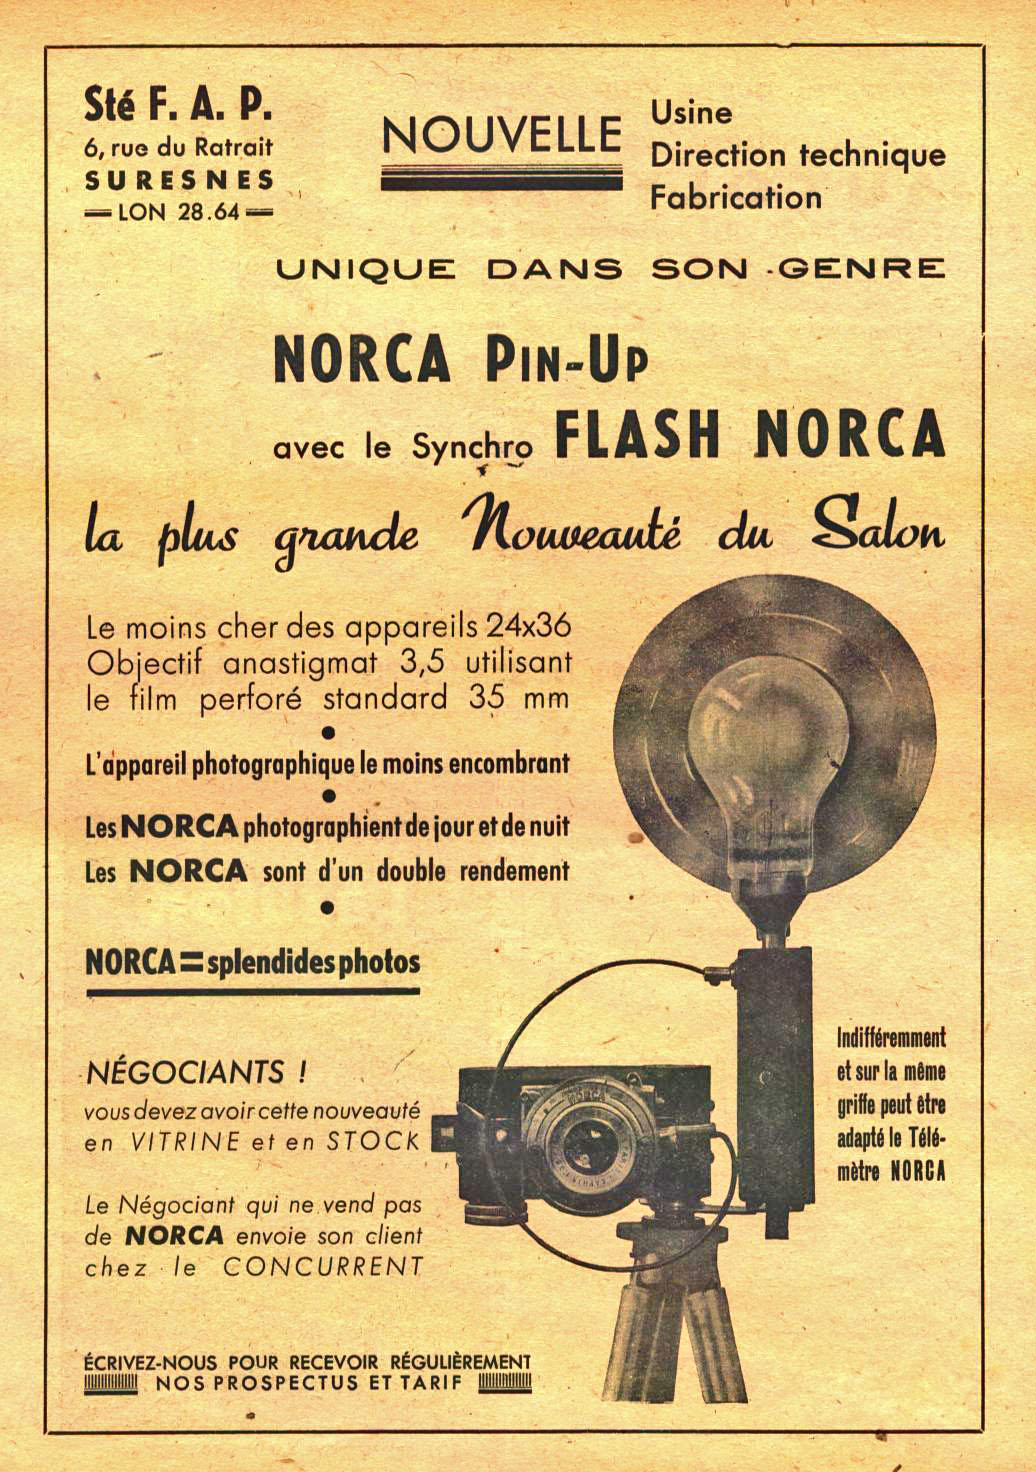 Sté F. A. P.
6, rue du Ratrait
SURESNES
LON 28.64
NOUVELLE
Usine
Direction technique
Fabrication
UNIQUE DANS SON GENRE
NORCA PIN-UP
avec le Synchro FLASH NORCA
la plus grande Nouveauté du Salon
Le moins cher des appareils 24x36
Objectif anastigmat 3,5 utilisant
le film perforé standard 35 mm
L'appareil photographique le moins encombrant
Les NORCA photographient de jour et de nuit
Les NORCA sont d'un double rendement
NORCA = splendides photos
NÉGOCIANTS !
vous devez avoir cette nouveauté
en VITRINE et en STOCK
Le Négociant qui ne vend pas
de NORCA envoie son client
chez le CONCURRENT
Indifféremment
et sur la même
griffe peut être
adapté le Télé-
mètre NORCA
NORCA
ÉCRIVEZ-NOUS POUR RECEVOIR RÉGULIÈREMENT
NOS PROSPECTUS ET TARIF